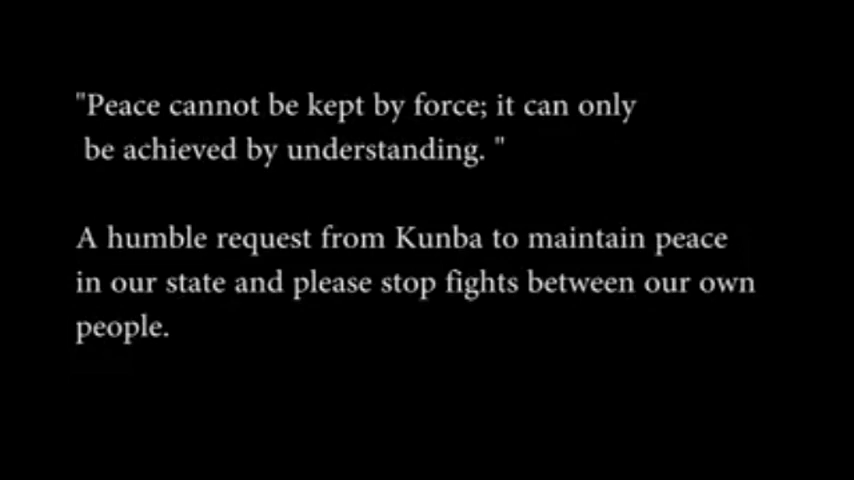 "Peace cannot be kept by force; it can only
be achieved by understanding. "
A humble request from Kunba to maintain peace
in our state and please stop fights between our own
people.